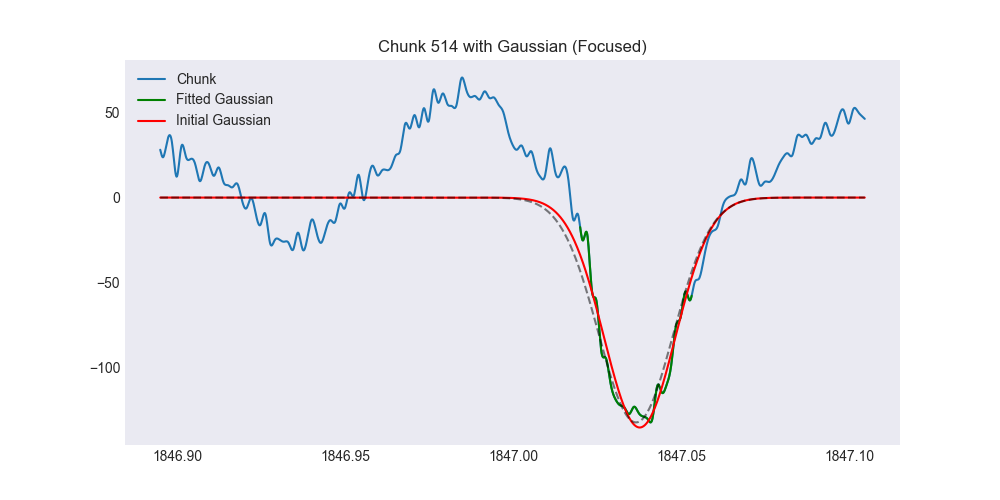 Chunk 514 with Gaussian (Focused)
Chunk
Fitted Gaussian
Initial Gaussian
50
0
−50
−100
1846.90 1846.95 1847.00 1847.05 1847.10